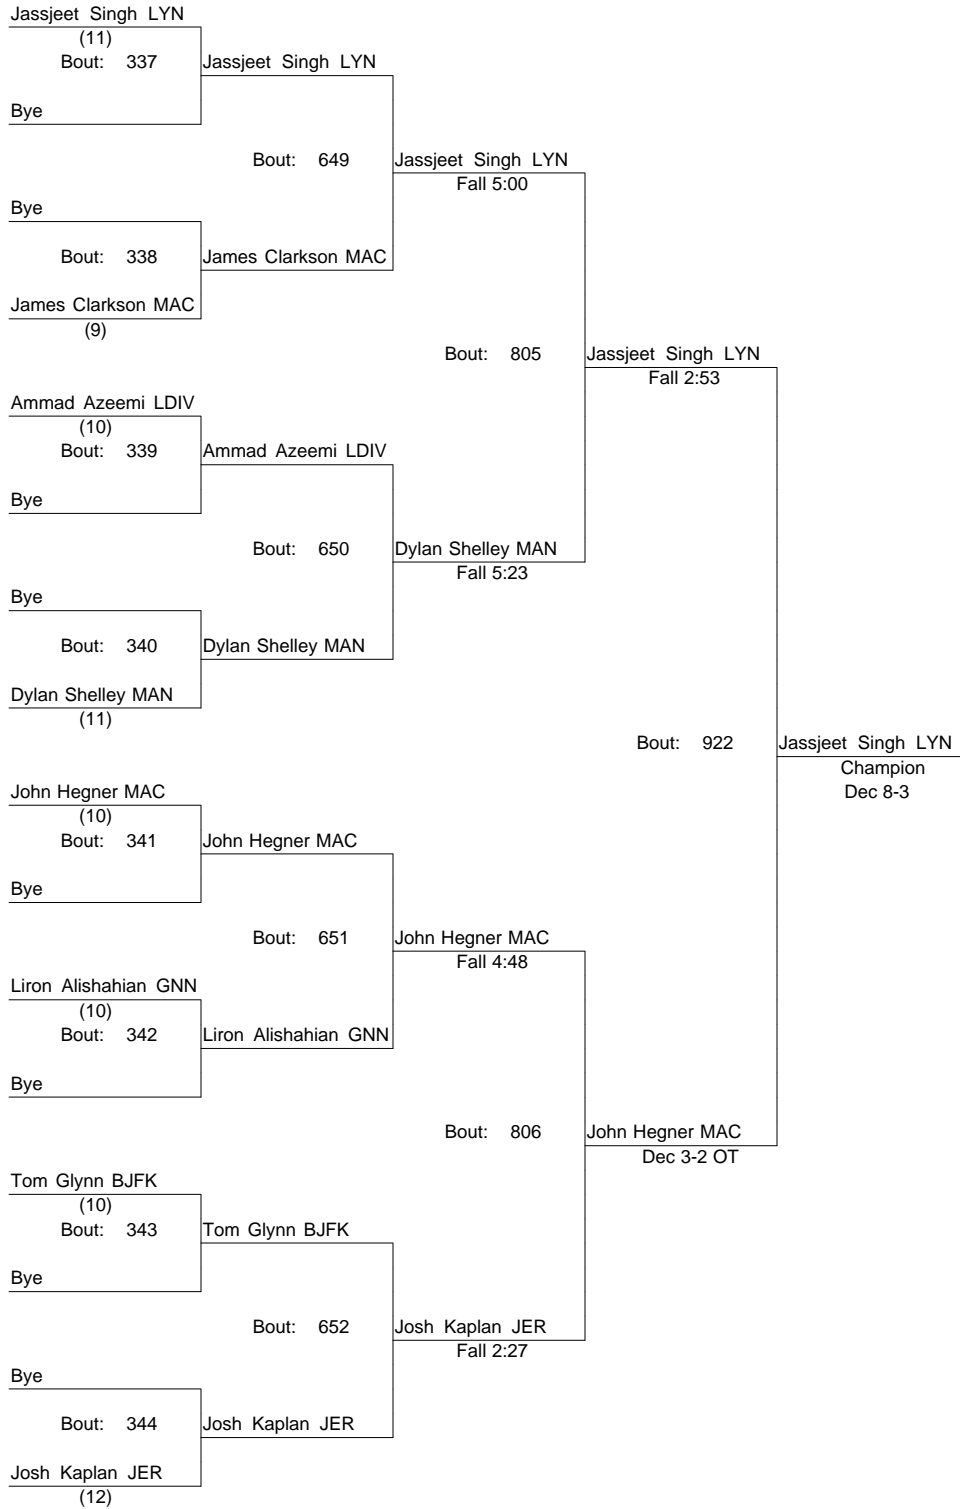 Jassjeet Singh LYN
(11)
Bout: 337
Jassjeet Singh LYN
Bye
Bout: 649
Jassjeet Singh LYN
Fall 5:00
Bye
Bout: 338
James Clarkson MAC
James Clarkson MAC
(9)
Bout: 805
Jassjeet Singh LYN
Fall 2:53
Ammad Azeemi LDIV
(10)
Bout: 339
Ammad Azeemi LDIV
Bye
Bout: 650
Dylan Shelley MAN
Fall 5:23
Bye
Bout: 340
Dylan Shelley MAN
Dylan Shelley MAN
(11)
Bout: 922
Jassjeet Singh LYN
Champion
Dec 8-3
John Hegner MAC
(10)
Bout: 341
John Hegner MAC
Bye
Bout: 651
John Hegner MAC
Fall 4:48
Liron Alishahian GNN
(10)
Bout: 342
Liron Alishahian GNN
Bye
Bout: 806
John Hegner MAC
Dec 3-2 OT
Tom Glynn BJFK
(10)
Bout: 343
Tom Glynn BJFK
Bye
Bout: 652
Josh Kaplan JER
Fall 2:27
Bye
Bout: 344
Josh Kaplan JER
Josh Kaplan JER
(12)